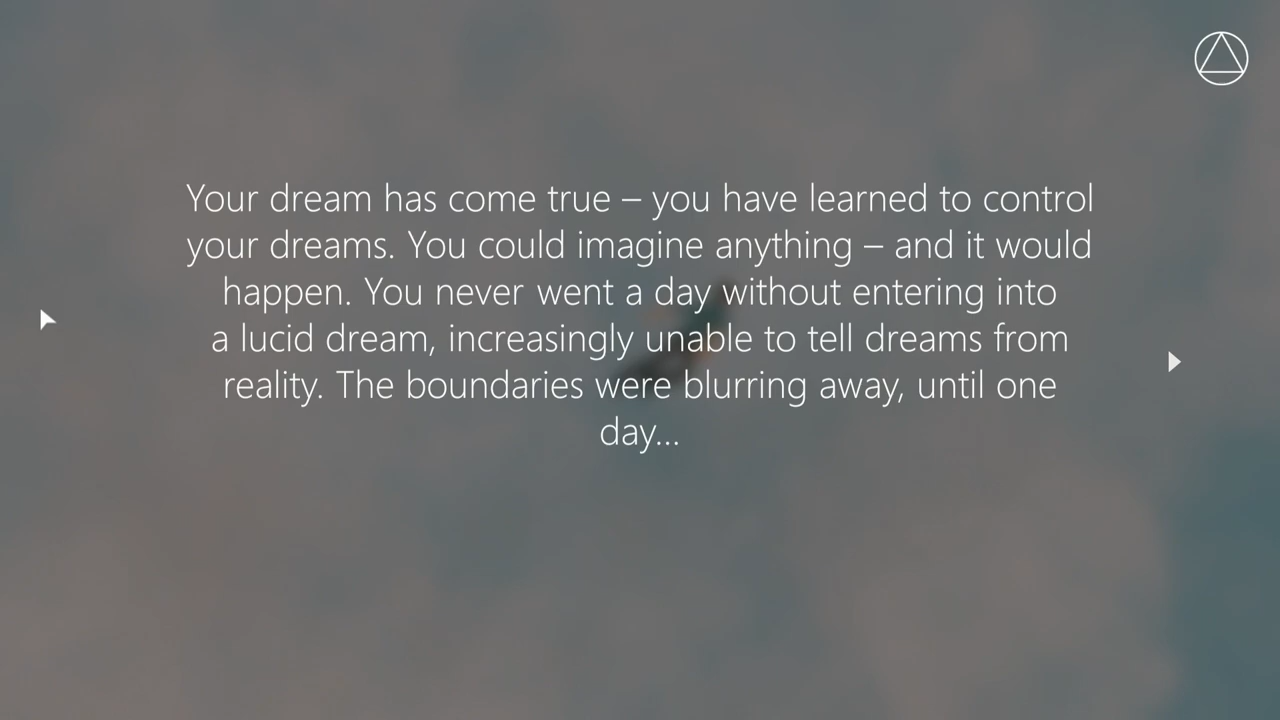 Your dream has come true – you have learned to control
your dreams. You could imagine anything – and it would
happen. You never went a day without entering into
a lucid dream, increasingly unable to tell dreams from
reality. The boundaries were blurring away, until one
day...